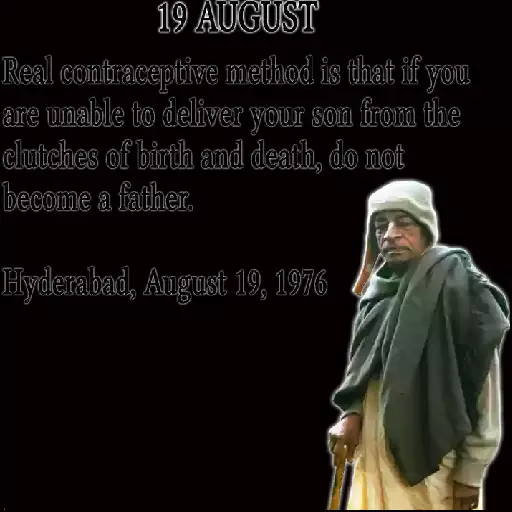 19 AUGUST
Real contraceptive method is that if you
are unable to deliver your son from the
clutches of birth and death, do not
become a father.
Hyderabad, August 19, 1976